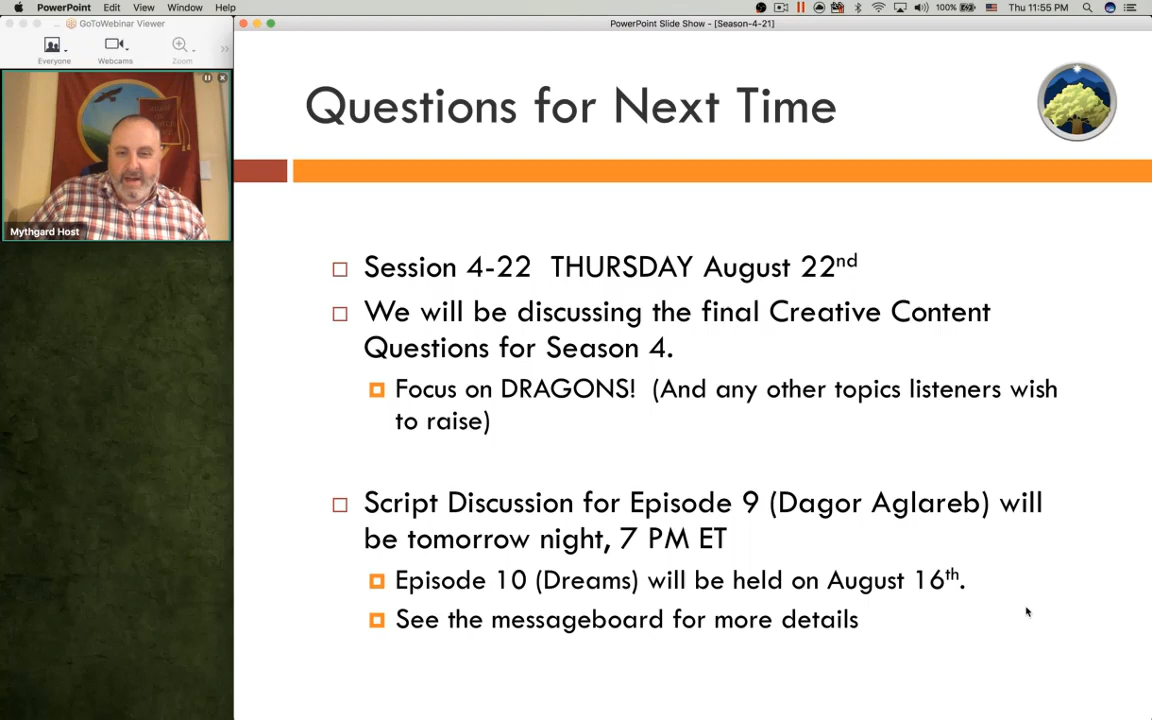 PowerPoint Edit View Window Help
100% Thu 11:55 PM
GoToWebinar Viewer
PowerPoint Slide Show - [Season-4-21]
Everyone
Webcams
Zoom
Mythgard Host
Questions for Next Time
Session 4-22 THURSDAY August 22nd
We will be discussing the final Creative Content
Questions for Season 4.
Focus on DRAGONS! (And any other topics listeners wish
to raise)
Script Discussion for Episode 9 (Dagor Aglareb) will
be tomorrow night, 7 PM ET
Episode 10 (Dreams) will be held on August 16th.
See the messageboard for more details